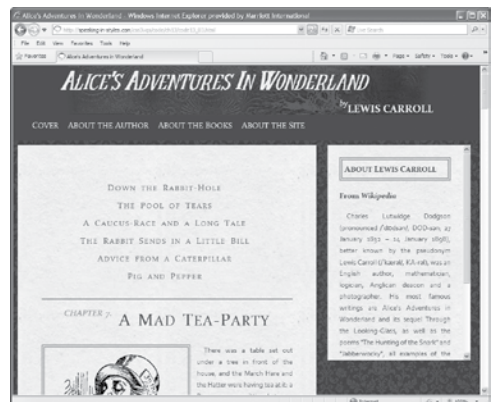 Alice's Adventures In Wonderland - Windows Internet Explorer provided by Marriott International
File Edit View Favorites Tools Help
Favorites Alice's Adventures In Wonderland
Page Safety Tools
ALICE'S ADVENTURES IN WONDERLAND
by LEWIS CARROLL
COVER ABOUT THE AUTHOR ABOUT THE BOOKS ABOUT THE SITE
DOWN THE RABBIT-HOLE
THE POOL OF TEARS
A CAUCUS-RACE AND A LONG TALE
THE RABBIT SENDS IN A LITTLE BILL
ADVICE FROM A CATERPILLAR
PIG AND PEPPER
CHAPTER 7. A MAD TEA-PARTY
There was a table set out
under a tree in front of the
house, and the March Hare and
the Hatter were having tea at it: a
ABOUT LEWIS CARROLL
From Wikipedia
Charles Lutwidge Dodgson
(pronounced
January 1832 – 14 January 1898),
better known by the pseudonym
Lewis Carroll
English author, mathematician,
logician, Anglican deacon and a
photographer. His most famous
writings are Alice's Adventures in
Wonderland and its sequel Through
the Looking-Glass, as well as the
poems "The Hunting of the Snark" and
"Jabberwocky", all examples of the